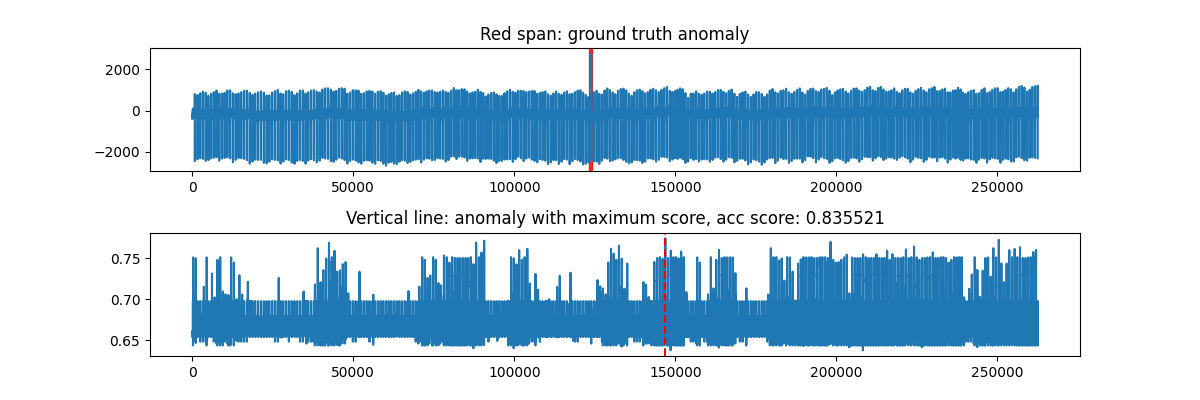 Red span: ground truth anomaly
2000
0
−2000
0 50000 100000 150000 200000 250000
Vertical line: anomaly with maximum score, acc score: 0.835521
0.75
0.70
0.65
0 50000 100000 150000 200000 250000